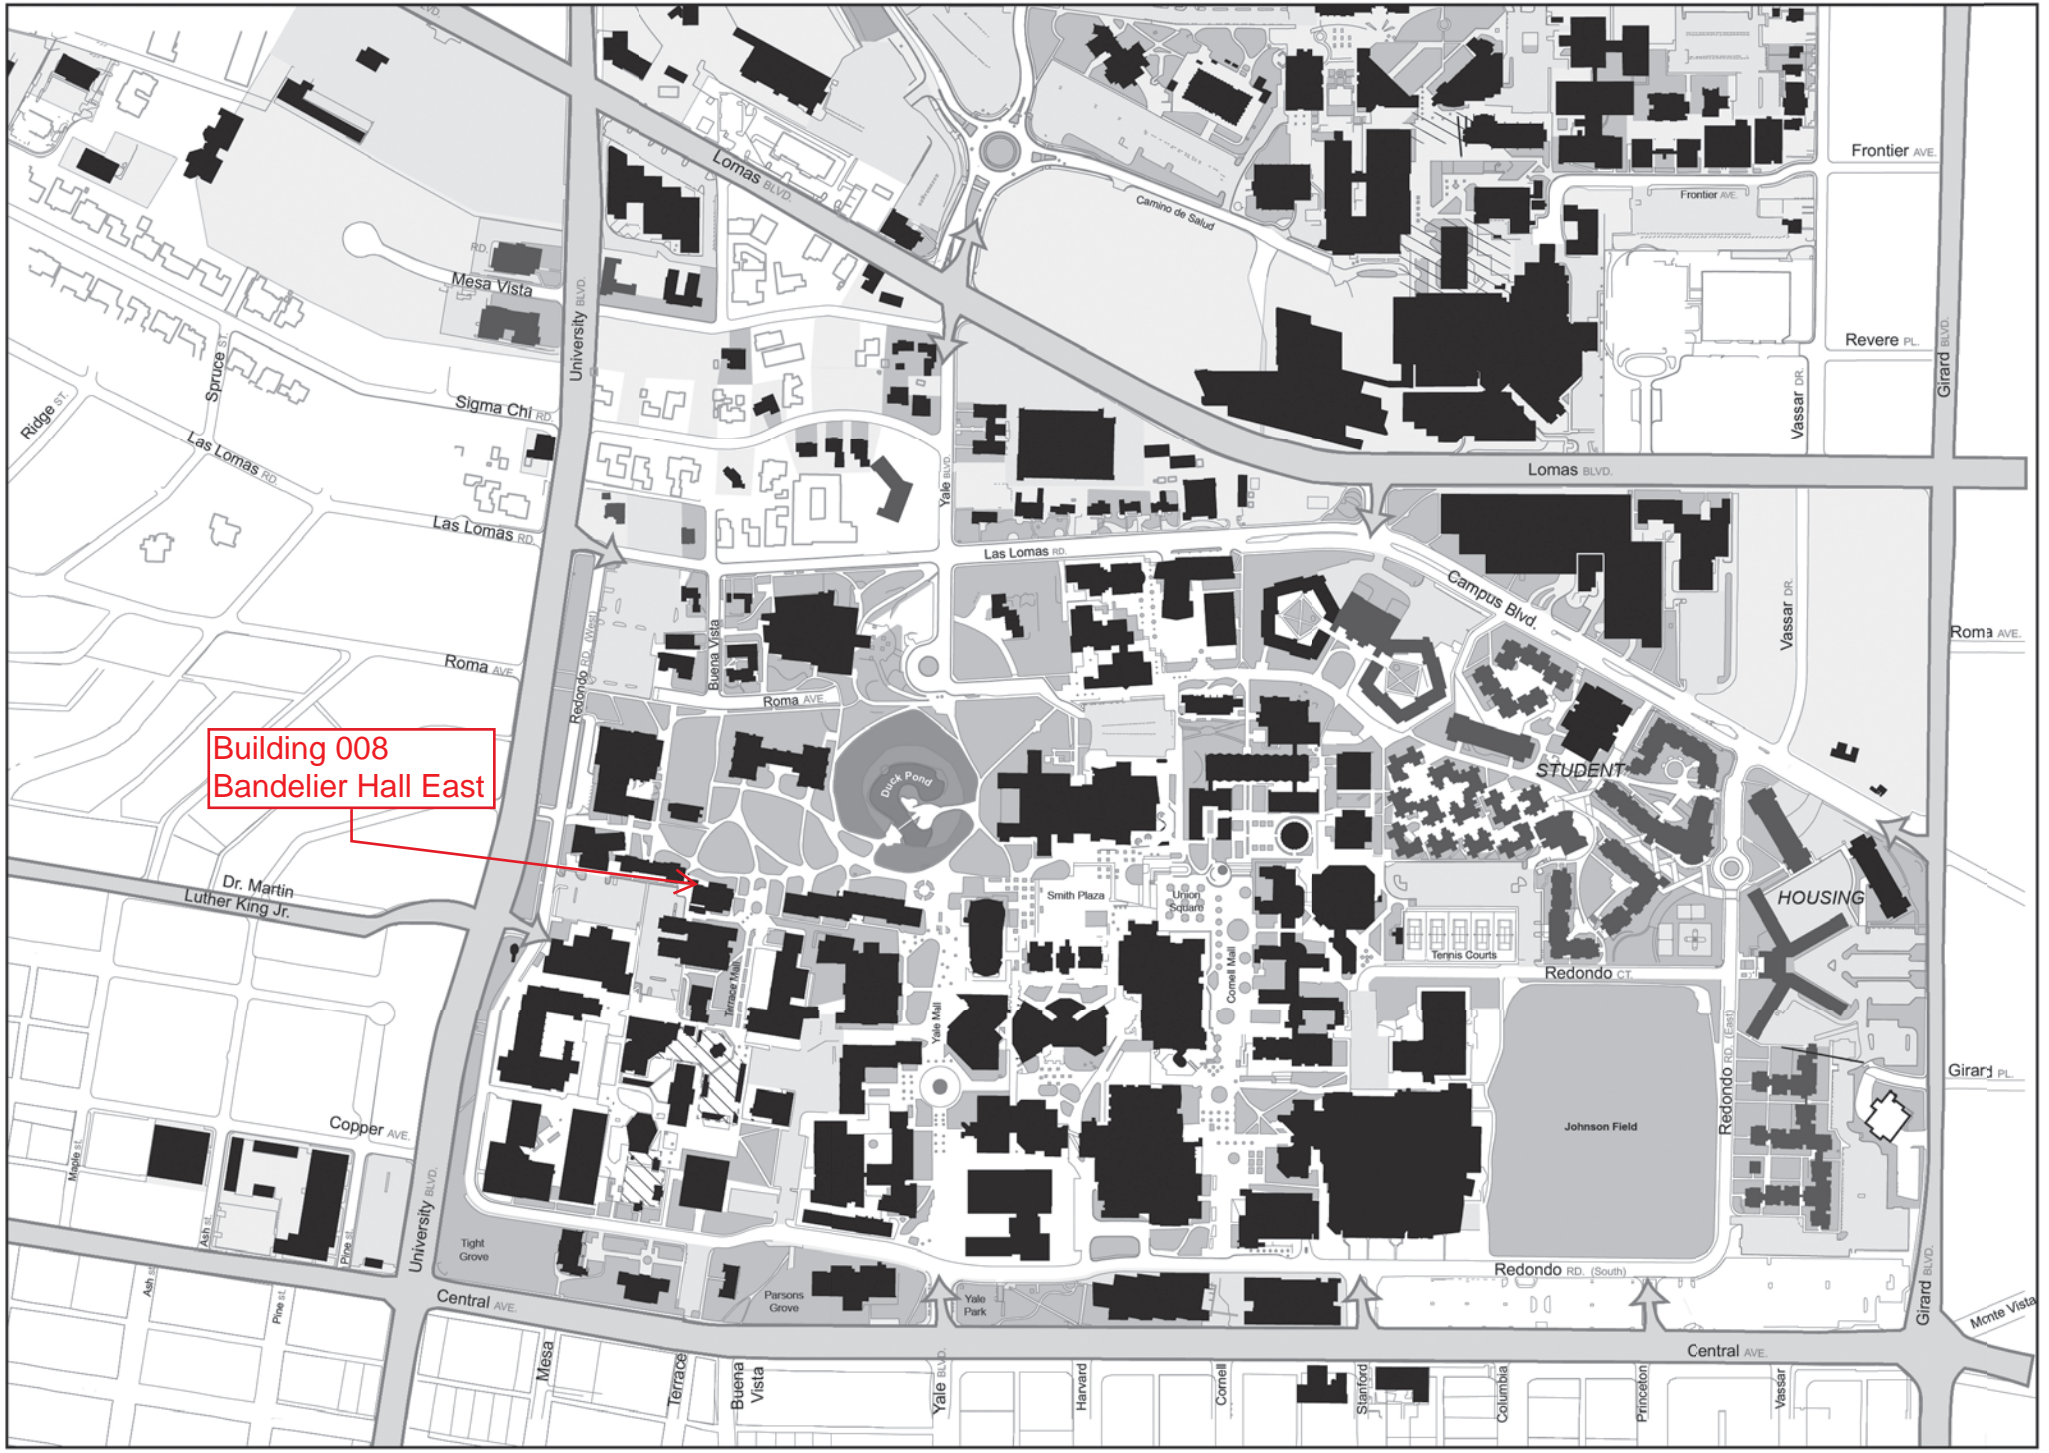 BLVD.
Lomas BLVD.
Frontier AVE.
Frontier AVE.
Camino de Salud
RD.
Mesa Vista
University BLVD.
Girard BLVD.
Revere PL.
Spruce ST.
Vassar DR.
Ridge ST.
Sigma Chi RD.
Las Lomas RD.
Yale BLVD.
Lomas BLVD.
Las Lomas RD.
Las Lomas RD.
Campus Blvd.
Vassar DR.
Roma AVE.
Roma AVE
Redondo RD. (West)
Buena Vista
Roma AVE.
Building 008
Bandelier Hall East
Duck Pond
STUDENT
Dr. Martin
Luther King Jr.
Smith Plaza
Union
Square
HOUSING
Tennis Courts
Redondo CT.
Terrace Mall
Yale Mall
Cornell Mall
Redondo RD. (East)
Girard PL.
Copper AVE.
Johnson Field
Maple st.
Ash st.
Pine st.
University BLVD.
Tight
Grove
Redondo RD. (South)
Girard BLVD.
Ash st
Pine st.
Central AVE.
Parsons
Grove
Yale
Park
Monte Vista
Central AVE.
Mesa
Terrace
Buena
Vista
Yale BLVD.
Harvard
Cornell
Stanford
Columbia
Princeton
Vassar